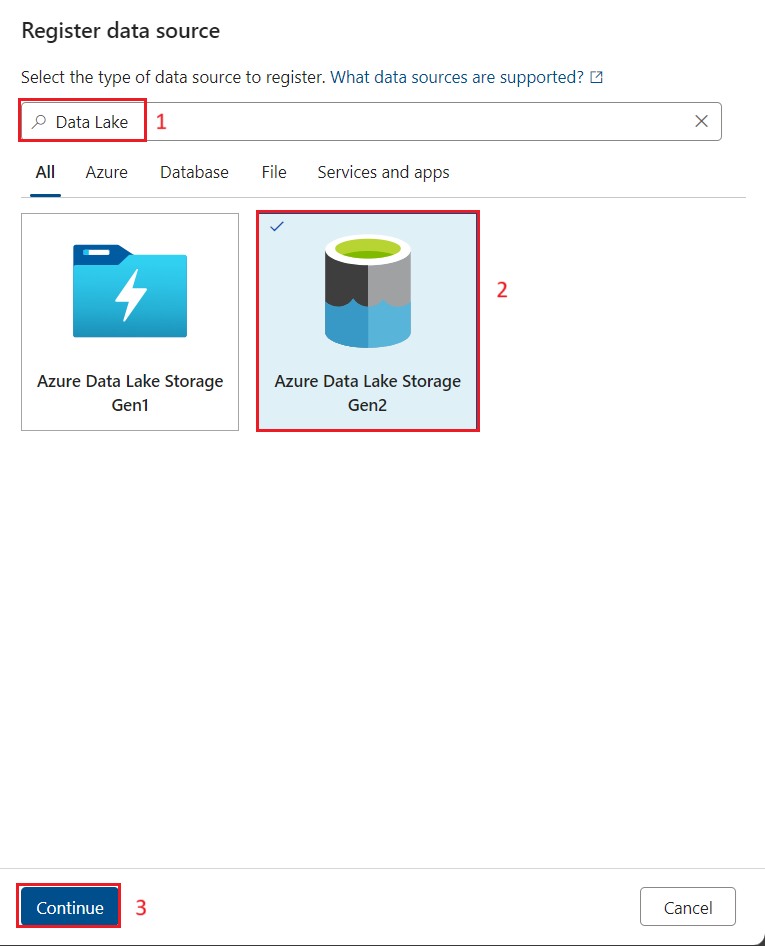 Register data source
Select the type of data source to register. What data sources are supported?
Data Lake 1
All Azure Database File Services and apps
2
Azure Data Lake Storage
Gen1
Azure Data Lake Storage
Gen2
Continue 3 Cancel